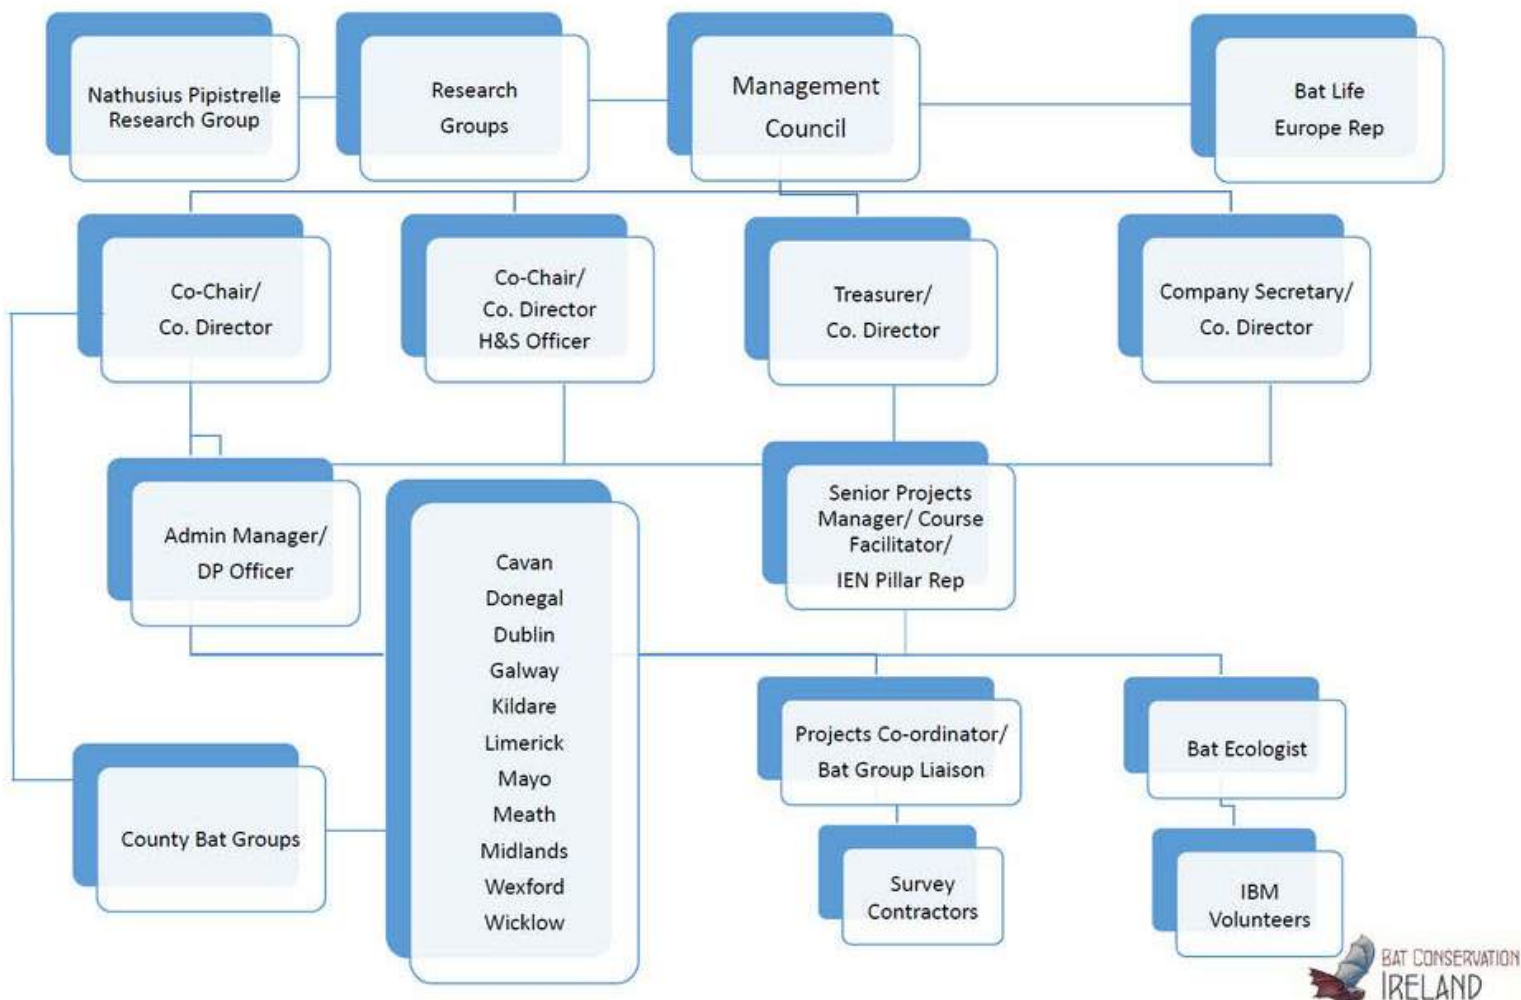 Nathusius Pipistrelle
Research Group
Research
Groups
Management
Council
Bat Life
Europe Rep
Co-Chair/
Co. Director
Co-Chair/
Co. Director
H&S Officer
Treasurer/
Co. Director
Company Secretary/
Co. Director
Admin Manager/
DP Officer
Cavan
Donegal
Dublin
Galway
Kildare
Limerick
Mayo
Meath
Midlands
Wexford
Wicklow
Senior Projects
Manager/ Course
Facilitator/
IEN Pillar Rep
County Bat Groups
Projects Co-ordinator/
Bat Group Liaison
Bat Ecologist
Survey
Contractors
IBM
Volunteers
BAT CONSERVATION
IRELAND